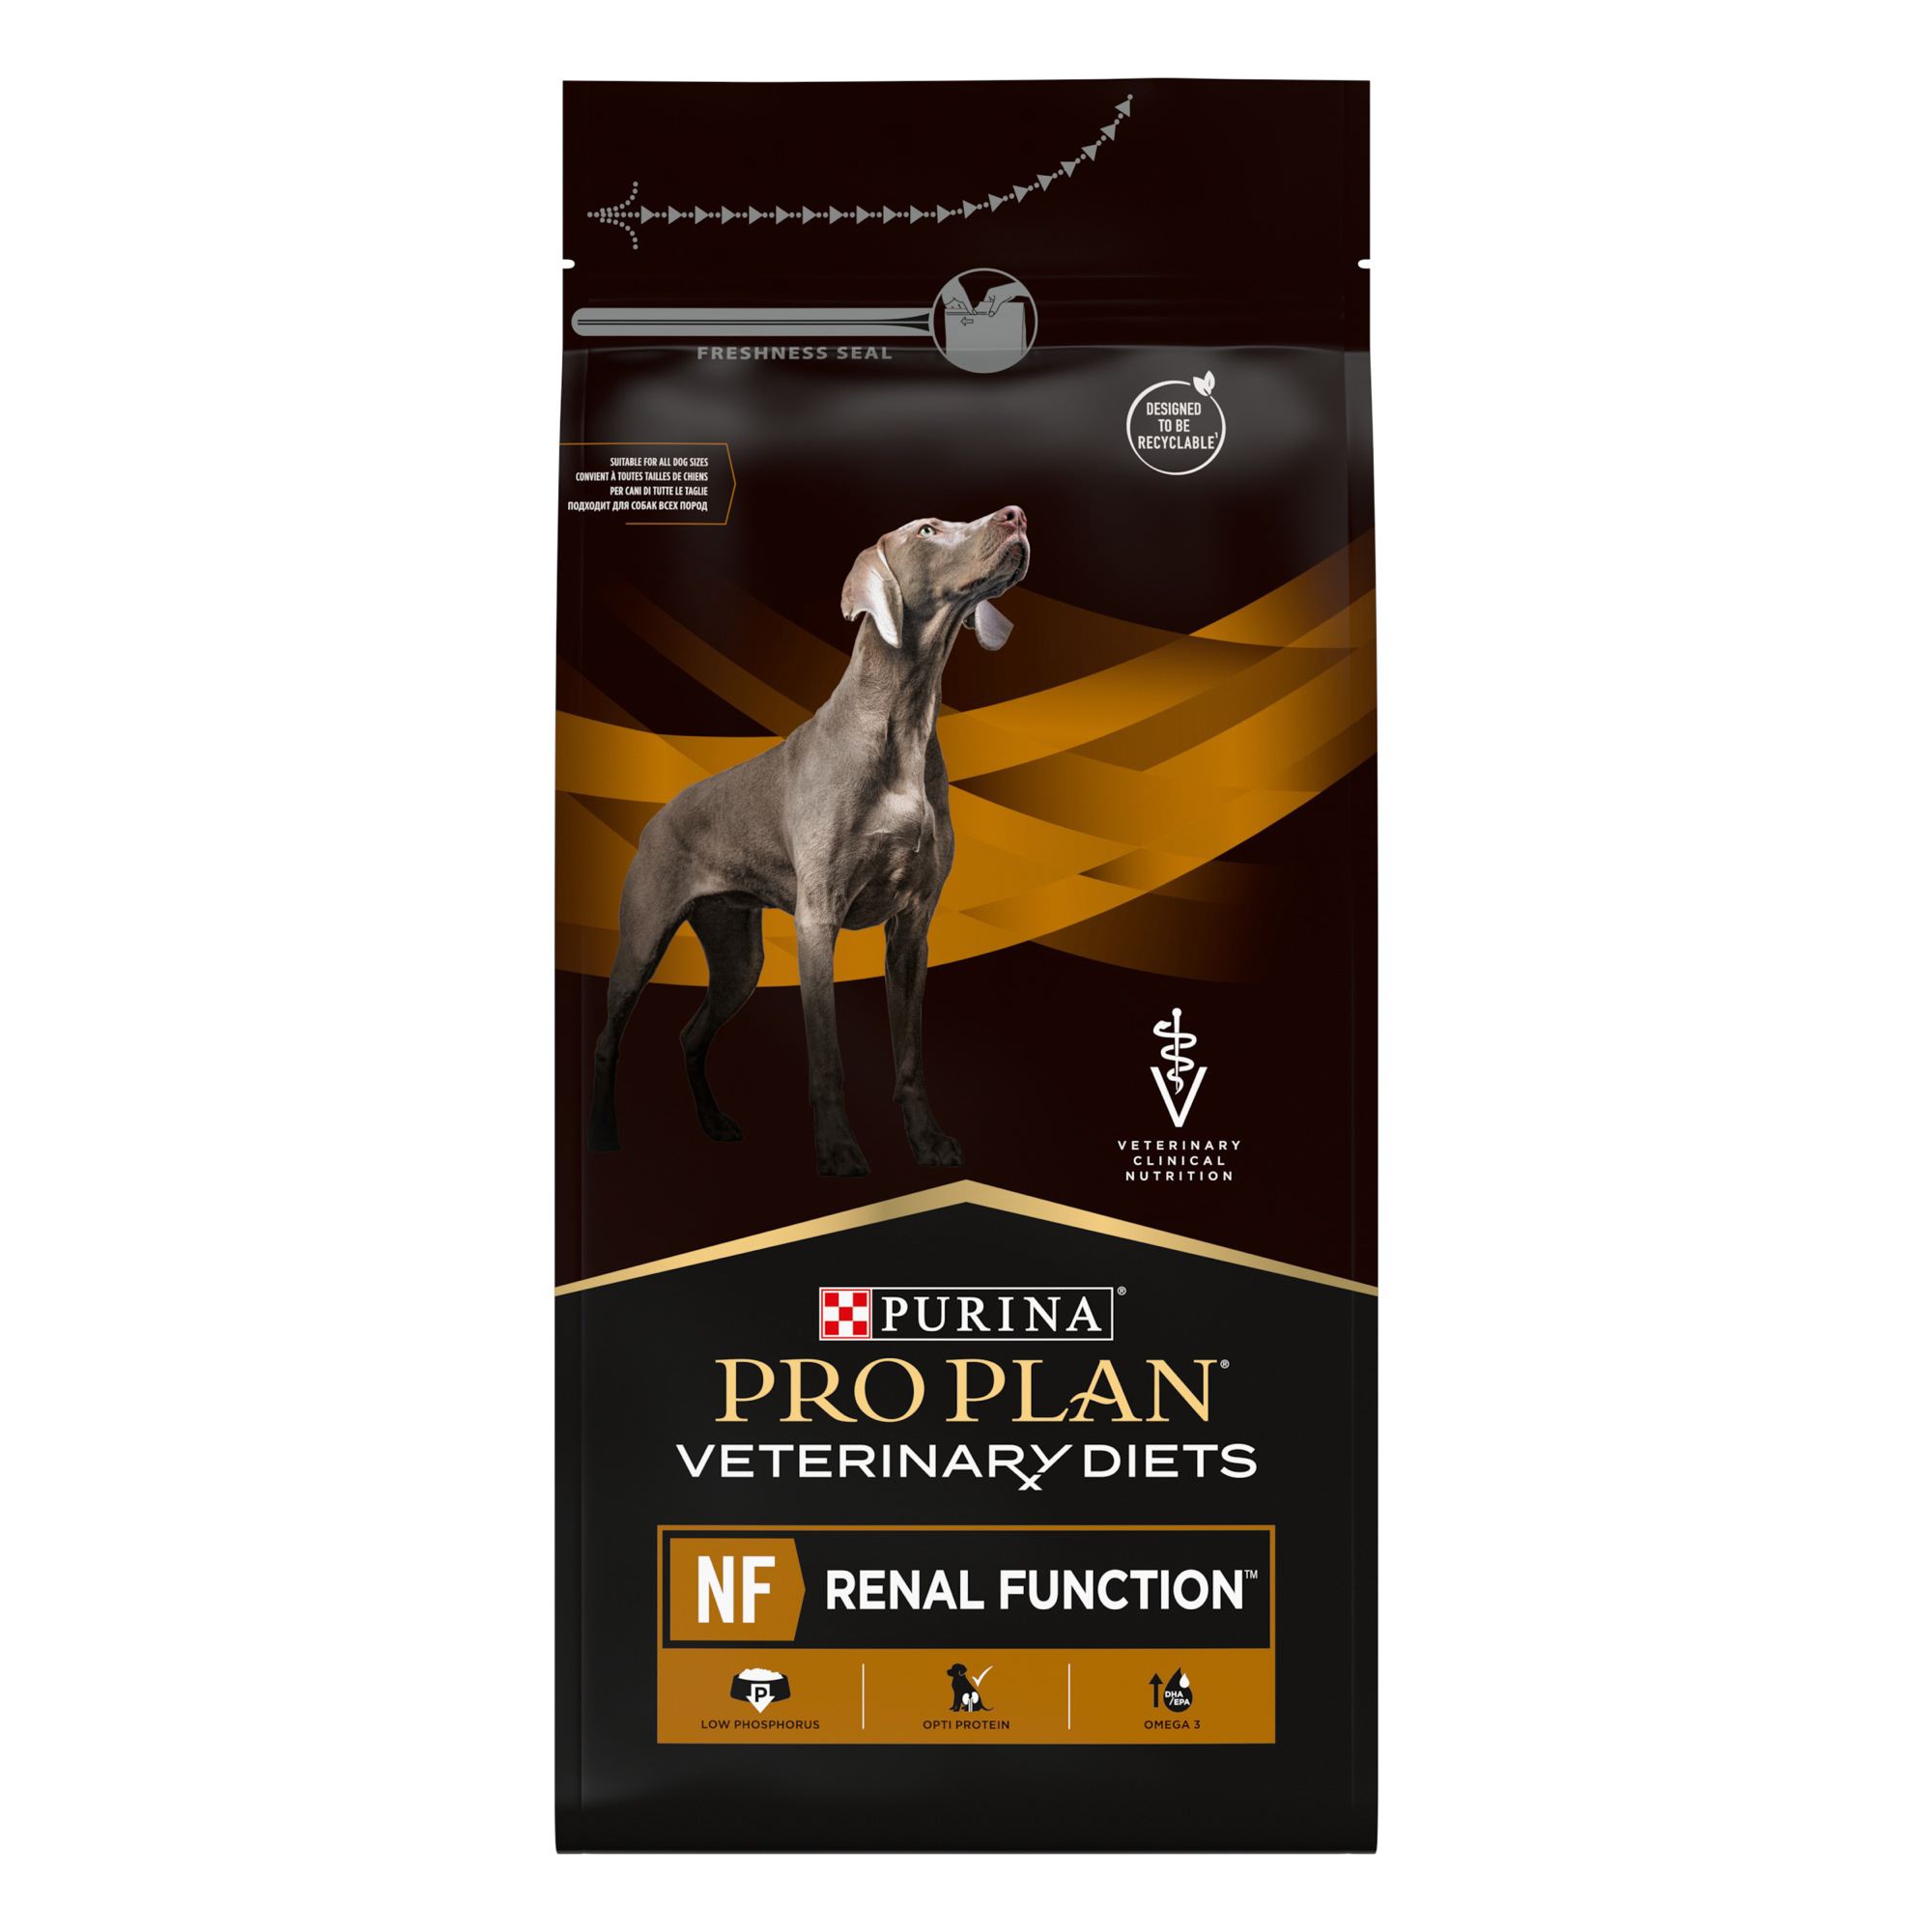 FRESHNESS SEAL
DESIGNED
TO BE
RECYCLABLE¹
SUITABLE FOR ALL DOG SIZES
CONVIENT À TOUTES TAILLES DE CHIENS
PER CANI DI TUTTE LE TAGLIE
ПОДХОДИТ ДЛЯ СОБАК ВСЕХ ПОРОД
V
VETERINARY
CLINICAL
NUTRITION
PURINA®
PRO PLAN®
VETERINARY DIETS
NF RENAL FUNCTION™
P
DHA
/EPA
LOW PHOSPHORUS OPTI PROTEIN OMEGA 3